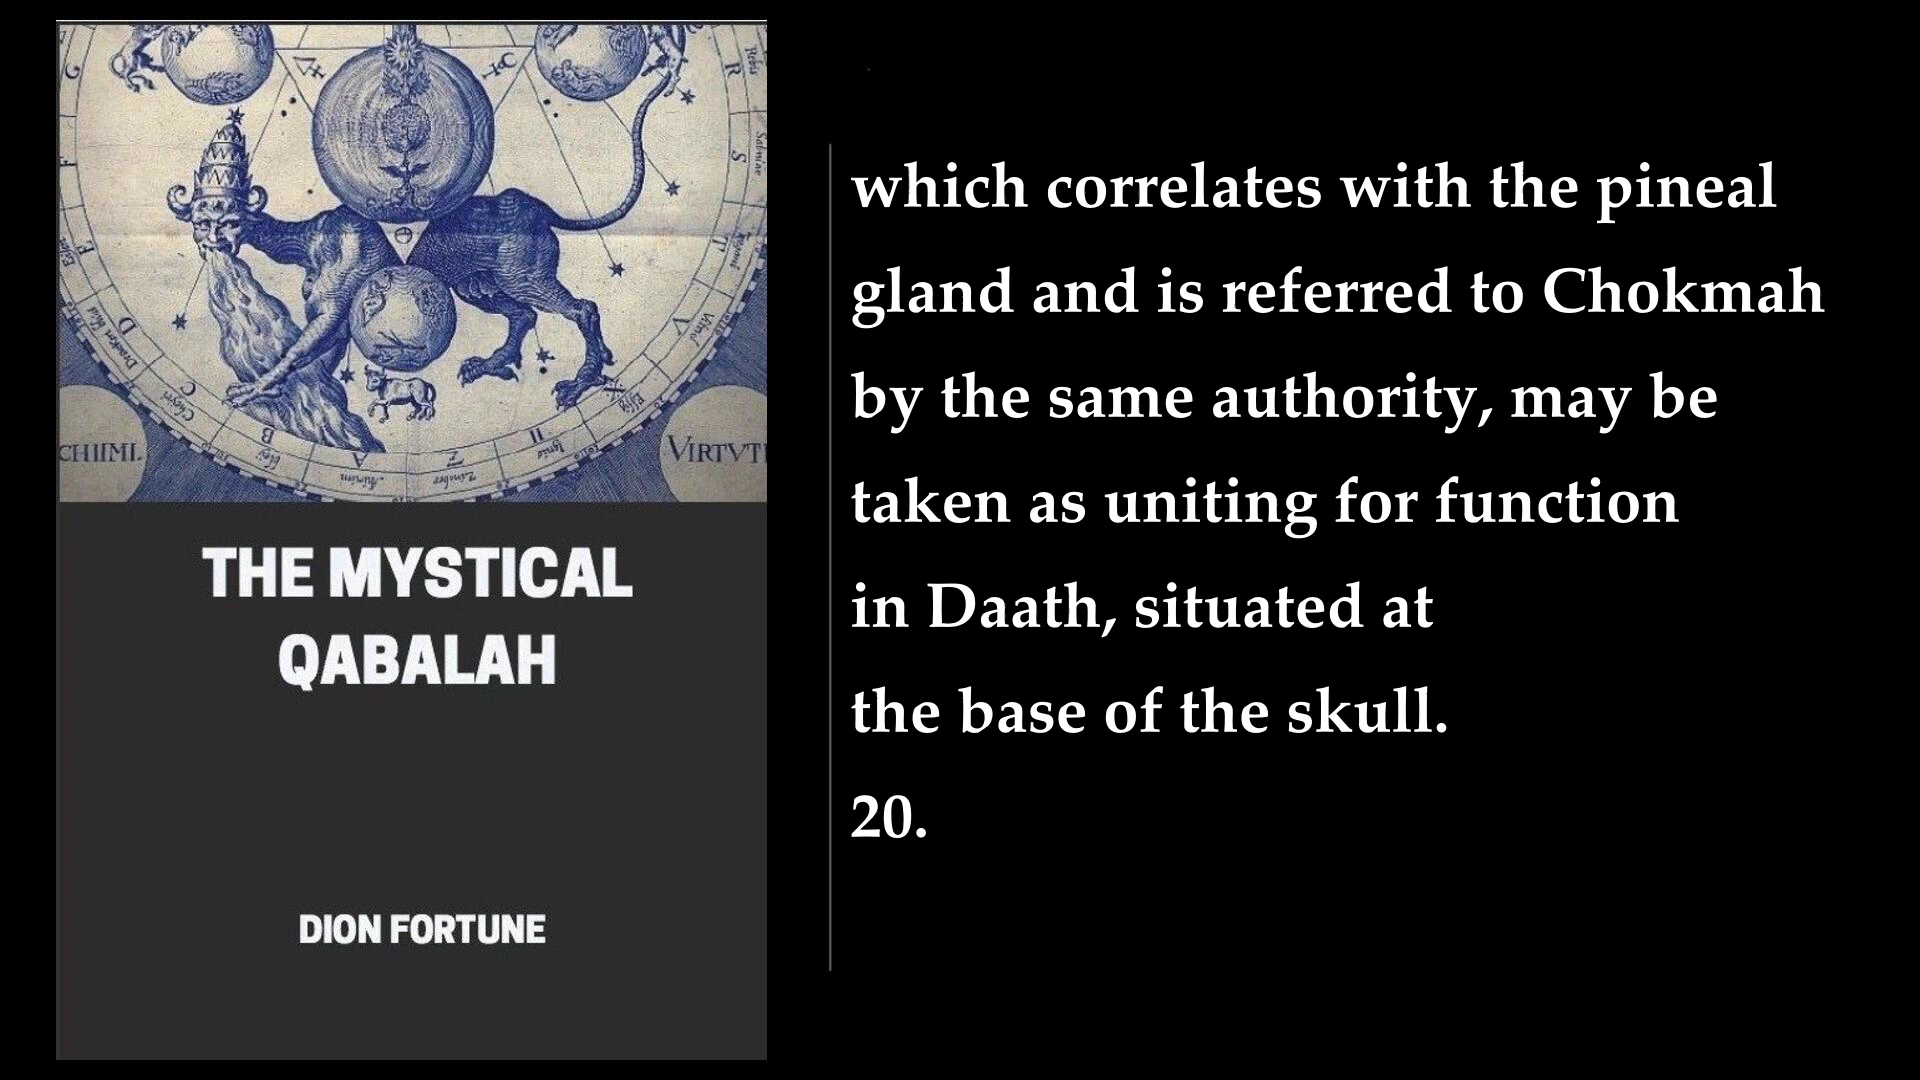 THE MYSTICAL
QABALAH
DION FORTUNE
CHIIMI.
VIRTVTI
which correlates with the pineal
gland and is referred to Chokmah
by the same authority, may be
taken as uniting for function
in Daath, situated at
the base of the skull.
20.